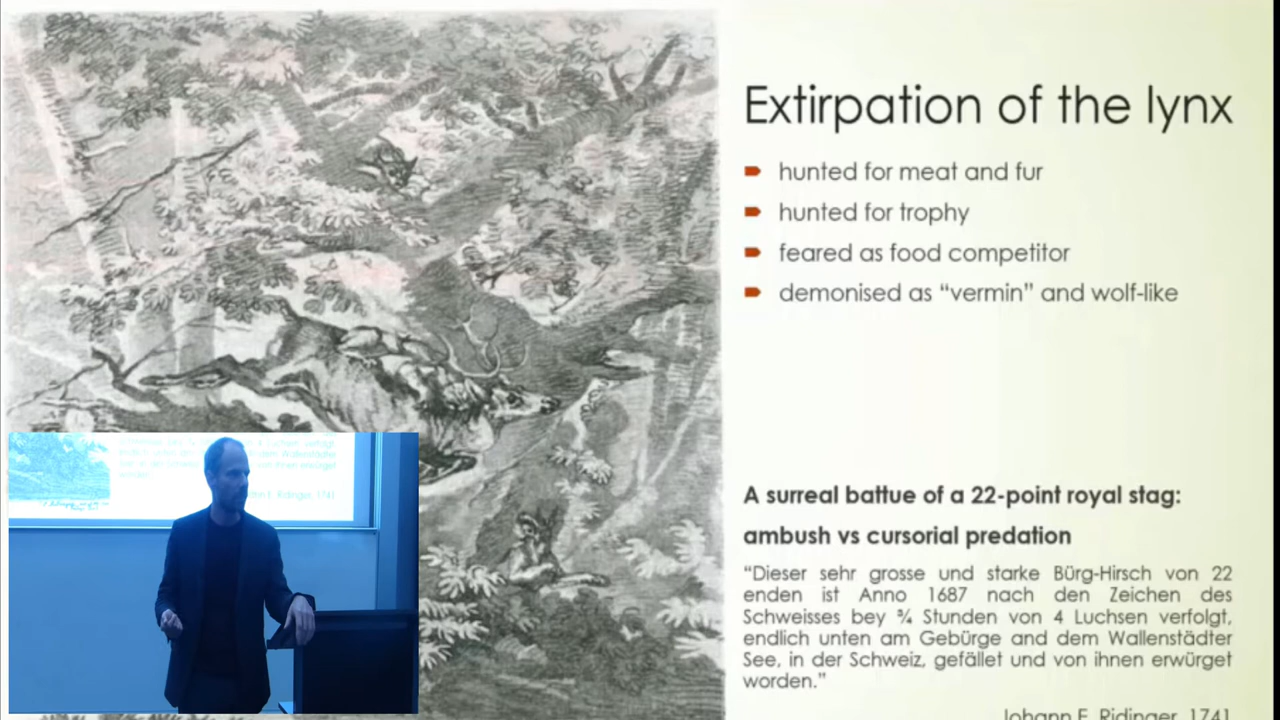 Extirpation of the lynx
hunted for meat and fur
hunted for trophy
feared as food competitor
demonised as “vermin” and wolf-like
A surreal battue of a 22-point royal stag:
ambush vs cursorial predation
“Dieser sehr grosse und starke Bürg-Hirsch von 22
enden ist Anno 1687 nach den Zeichen des
Schweisses bey ¾ Stunden von 4 Luchsen verfolgt,
endlich unten am Gebürge and dem Wallenstädter
See, in der Schweiz, gefället und von ihnen erwürget
worden.”
Johann E. Ridinger, 1741